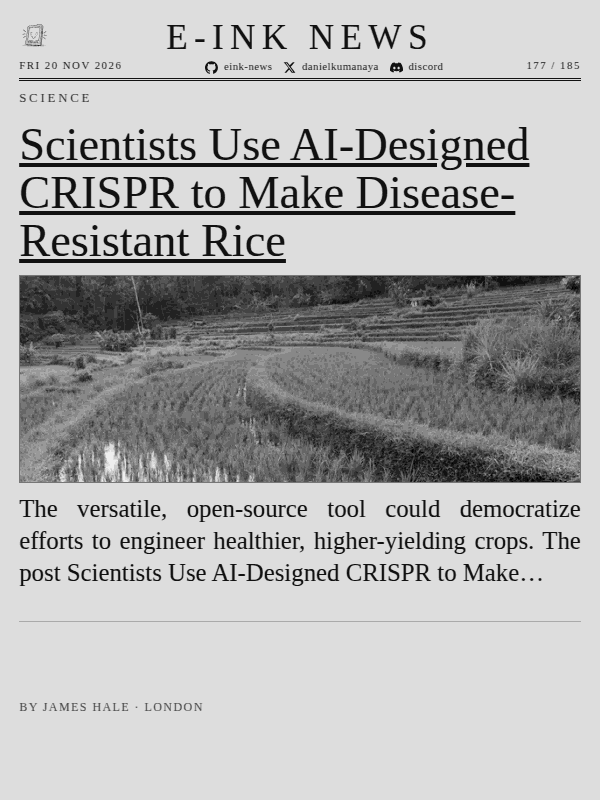 E-INK NEWS
FRI 20 NOV 2026
eink-news danielkumanaya discord
177 / 185
SCIENCE
Scientists Use AI-Designed
CRISPR to Make Disease-
Resistant Rice
The versatile, open-source tool could democratize
efforts to engineer healthier, higher-yielding crops. The
post Scientists Use AI-Designed CRISPR to Make…
BY JAMES HALE · LONDON